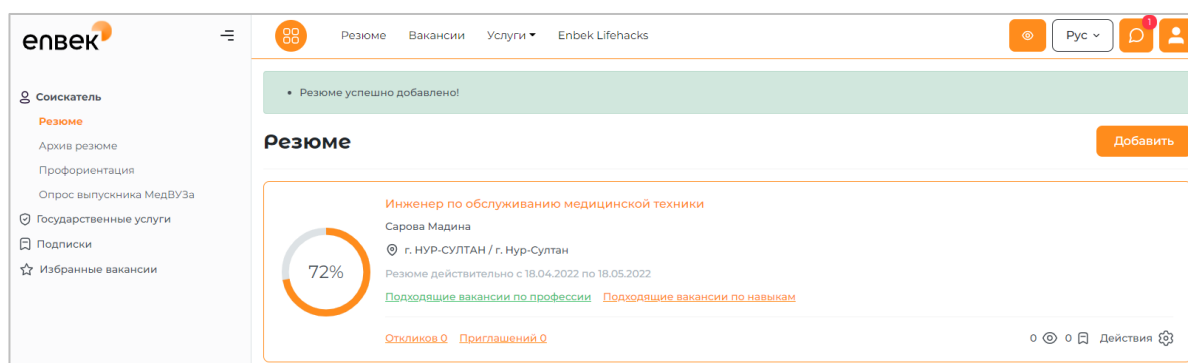 enbek
Резюме Вакансии Услуги Enbek Lifehacks
Рус
1
Соискатель
Резюме
Архив резюме
Профориентация
Опрос выпускника МедВУЗа
Государственные услуги
Подписки
Избранные вакансии
• Резюме успешно добавлено!
Резюме
Добавить
72%
Инженер по обслуживанию медицинской техники
Сарова Мадина
г. НУР-СУЛТАН / г. Нур-Султан
Резюме действительно с 18.04.2022 по 18.05.2022
Подходящие вакансии по профессии Подходящие вакансии по навыкам
Откликов 0 Приглашений 0
0 0 Действия